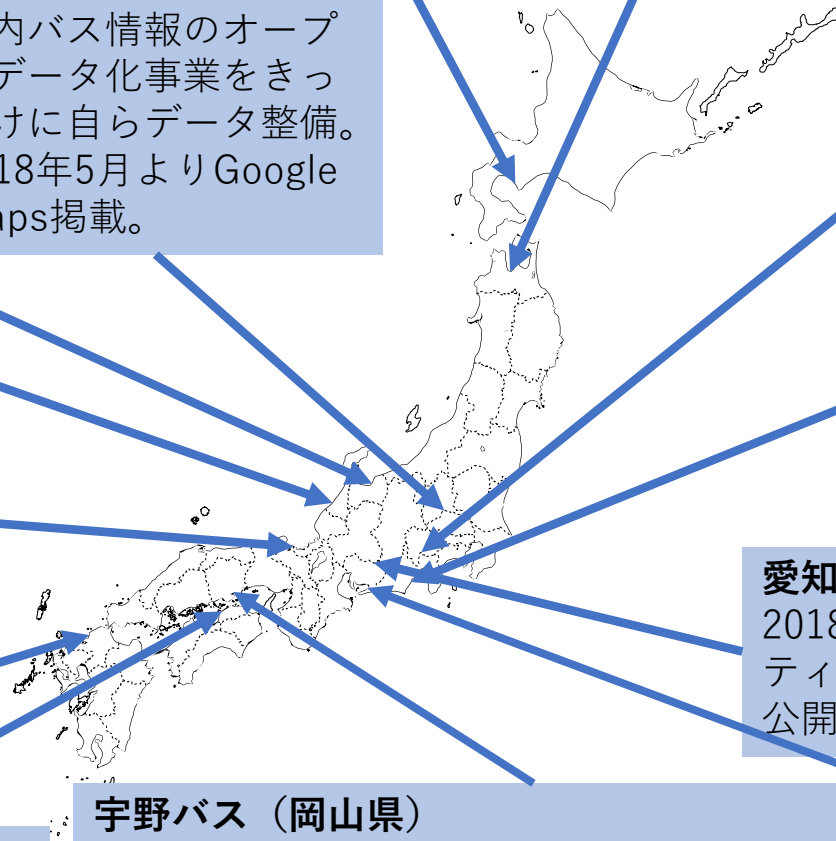 内バス情報のオープ
データ化事業をきっ
けに自らデータ整備。
18年5月よりGoogle
aps掲載。
愛知
2018
ティ
公開
宇野バス（岡山県）